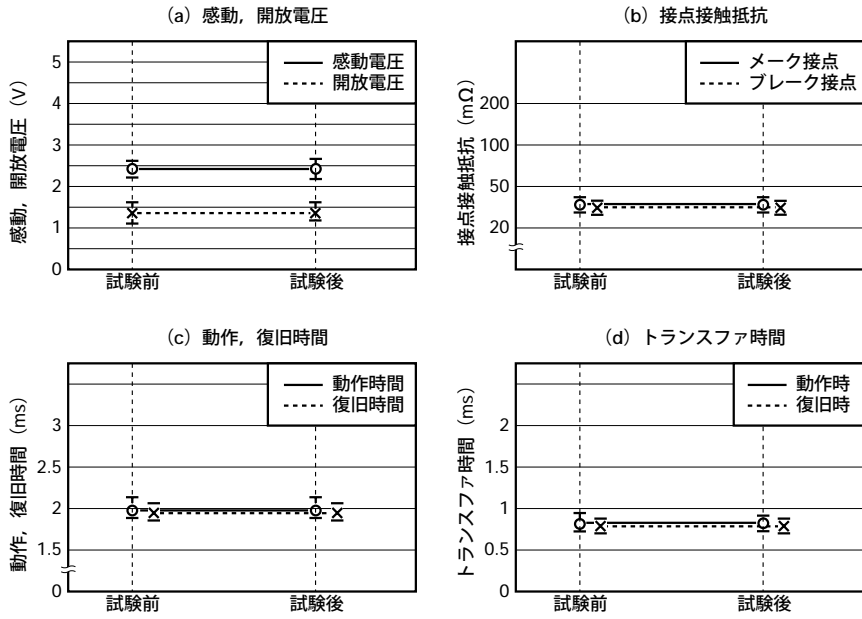 (a) 感動，開放電圧
感動，開放電圧（V）
5
4
3
2
1
0
感動電圧
開放電圧
試験前
試験後
(b) 接点接触抵抗
接点接触抵抗（mΩ）
200
100
50
20
メーク接点
ブレーク接点
試験前
試験後
(c) 動作，復旧時間
動作，復旧時間（ms）
3
2.5
2
1.5
0
動作時間
復旧時間
試験前
試験後
(d) トランスファ時間
トランスファ時間（ms）
2
1.5
1
0.5
0
動作時
復旧時
試験前
試験後